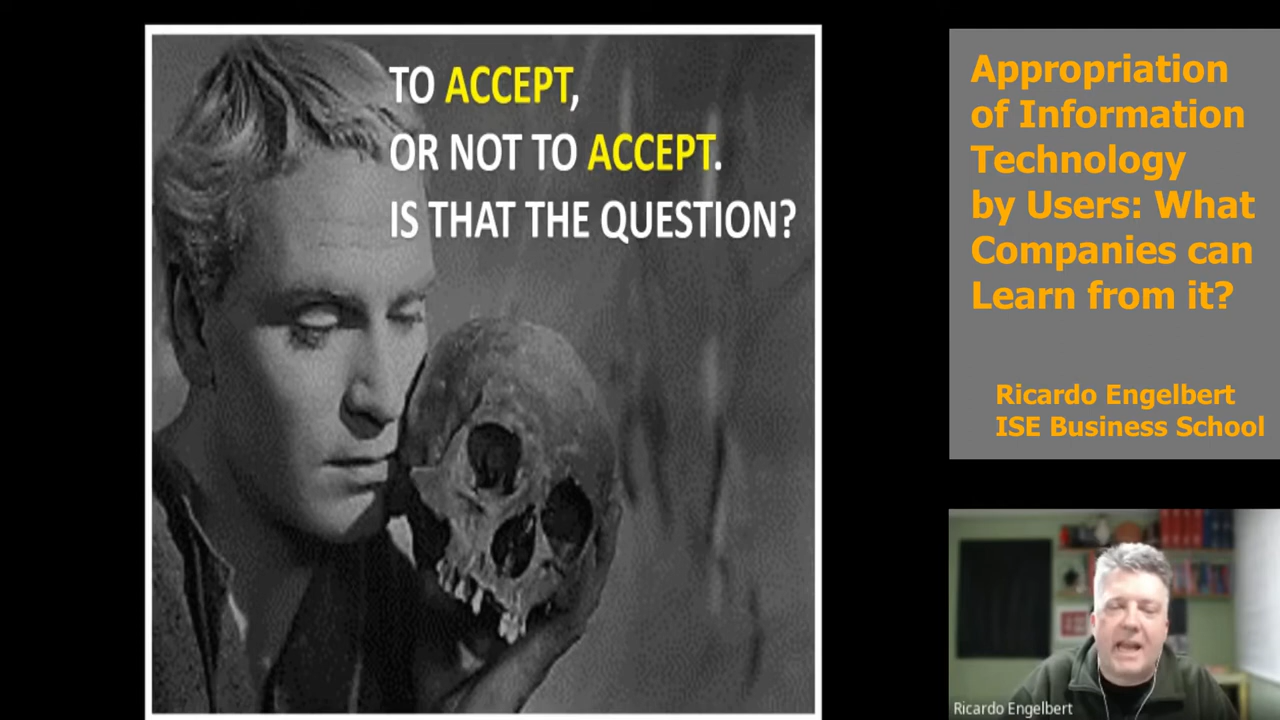 TO ACCEPT,
OR NOT TO ACCEPT.
IS THAT THE QUESTION?
Appropriation
of Information
Technology
by Users: What
Companies can
Learn from it?
Ricardo Engelbert
ISE Business School
Ricardo Engelbert